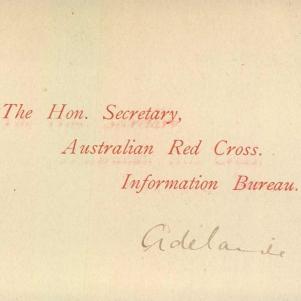 The Hon. Secretary,
Australian Red Cross.
Information Bureau.
Adelaide